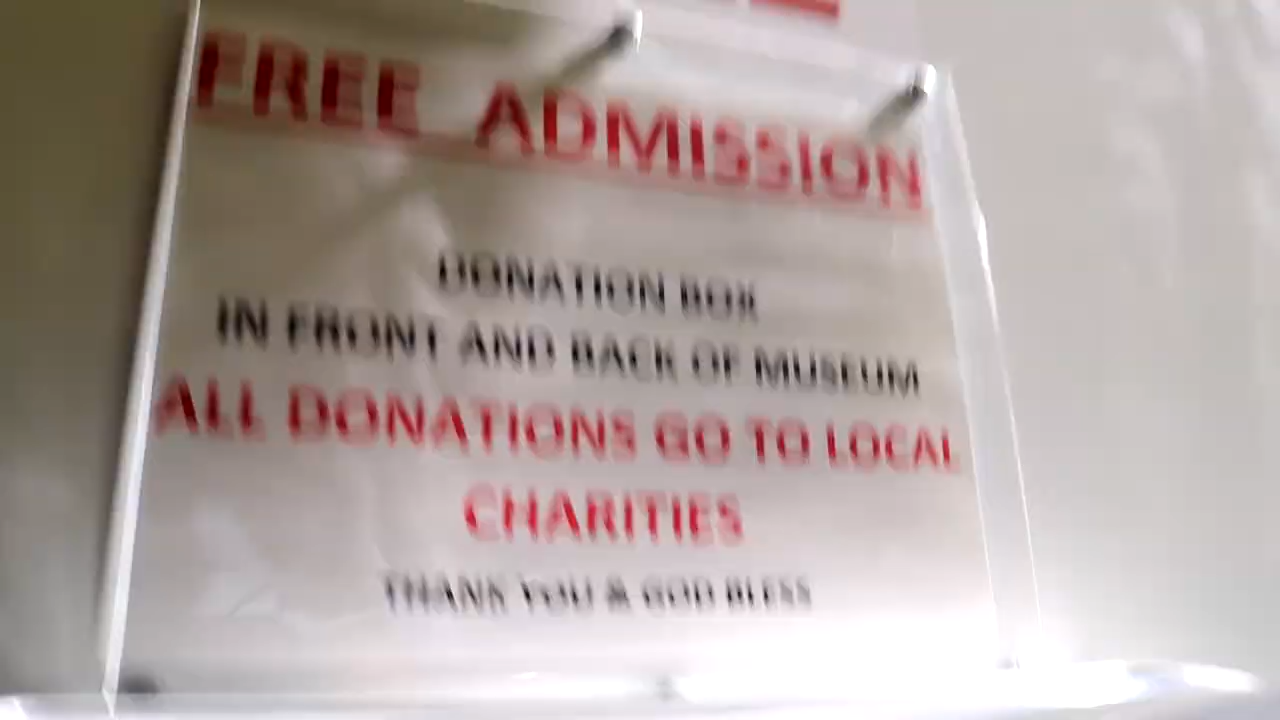 FREE ADMISSION
DONATION BOX
IN FRONT AND BACK OF MUSEUM
ALL DONATIONS GO TO LOCAL
CHARITIES
THANK YOU & GOD BLESS